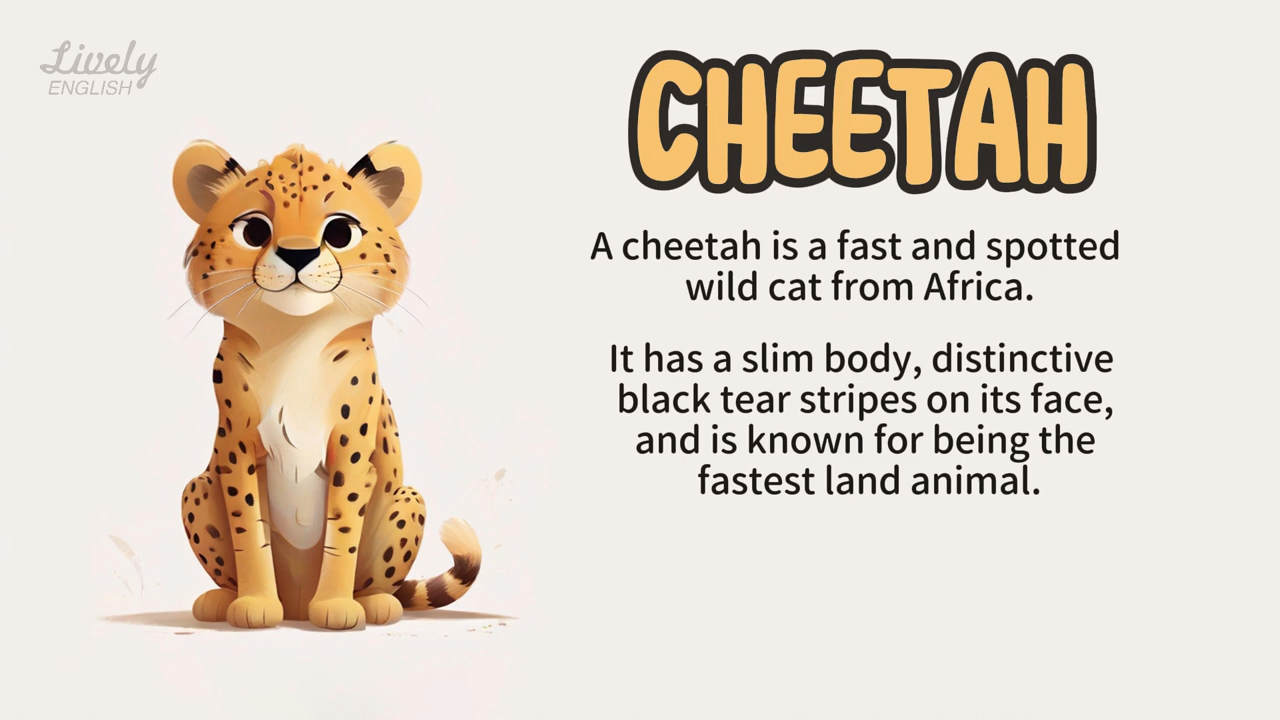 Lively
ENGLISH
CHEETAH
A cheetah is a fast and spotted
wild cat from Africa.
It has a slim body, distinctive
black tear stripes on its face,
and is known for being the
fastest land animal.